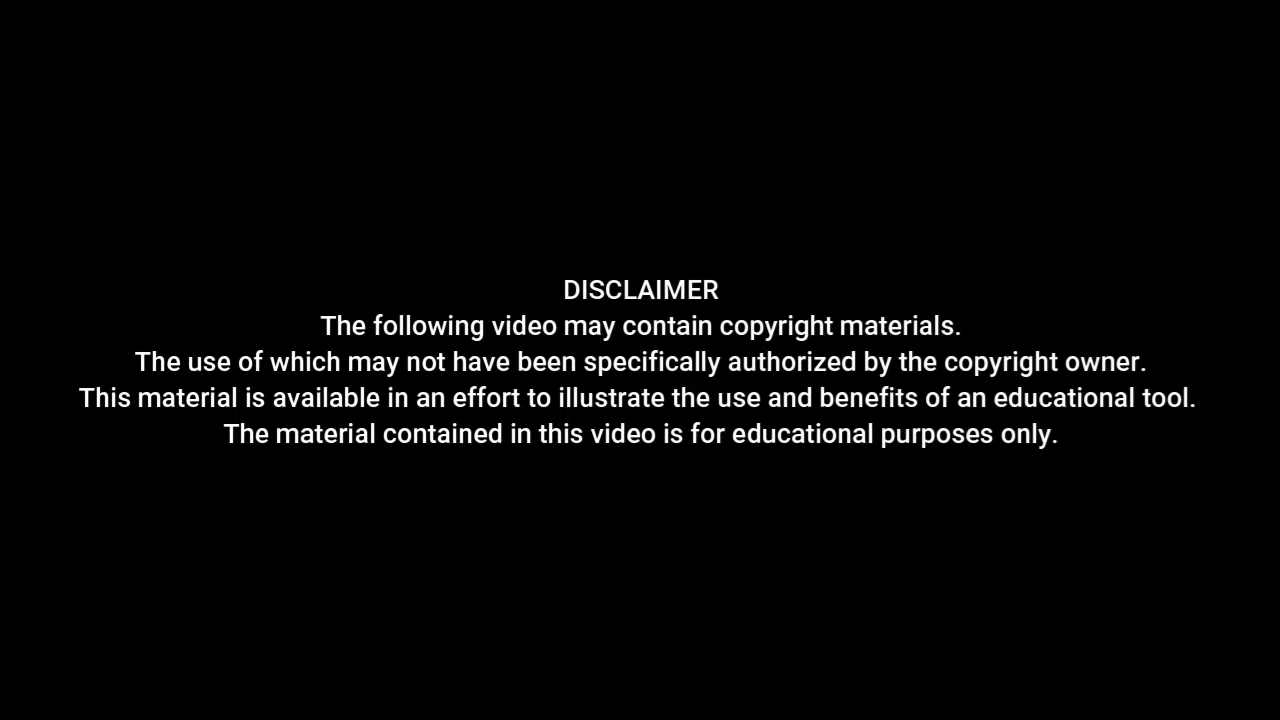 DISCLAIMER
The following video may contain copyright materials.
The use of which may not have been specifically authorized by the copyright owner.
This material is available in an effort to illustrate the use and benefits of an educational tool.
The material contained in this video is for educational purposes only.